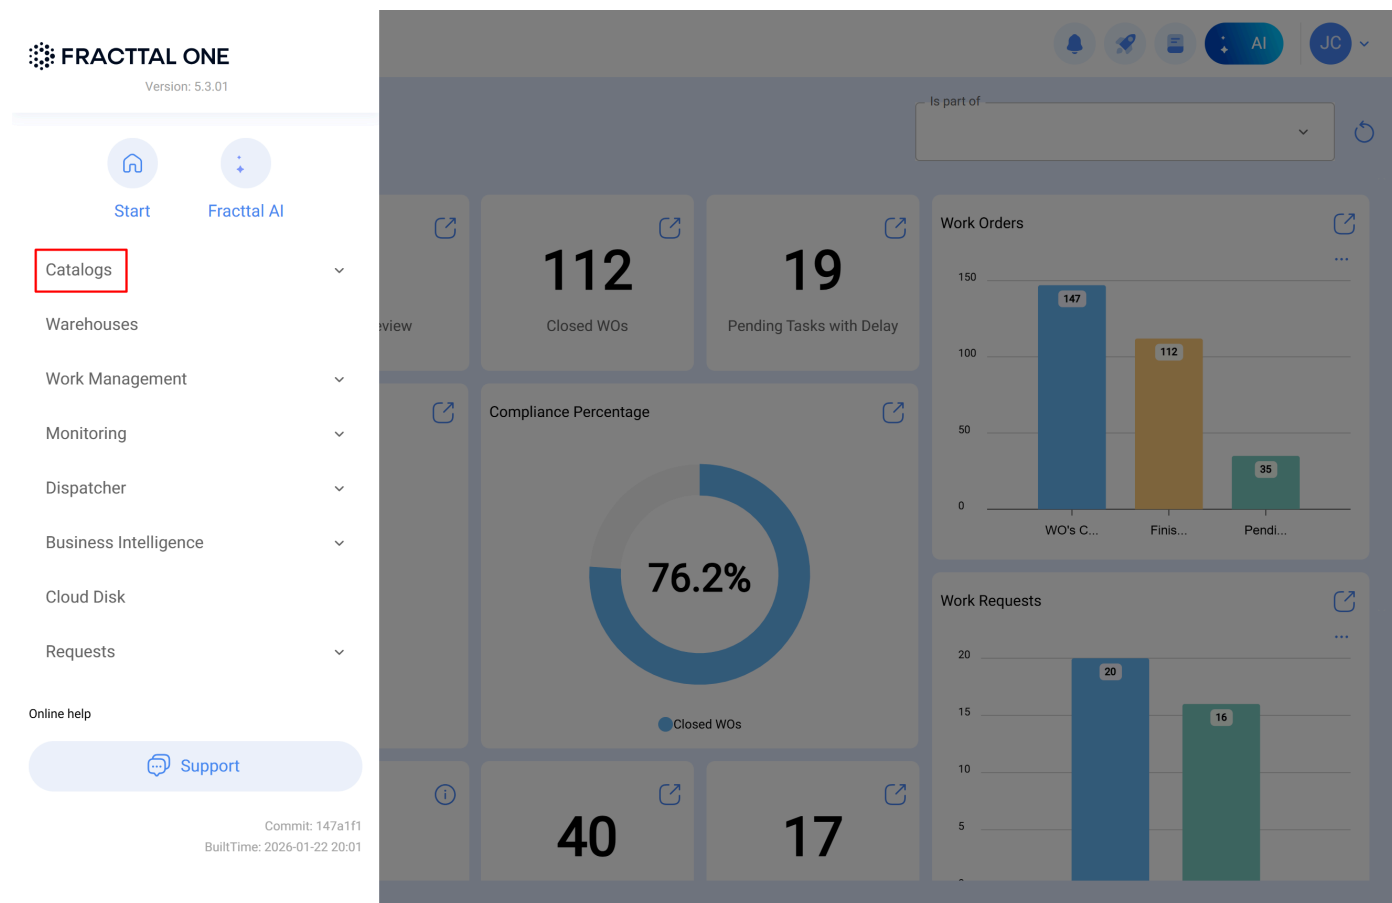 FRACTTAL ONE
Version: 5.3.01
Start
Fracttal AI
Catalogs
Warehouses
Work Management
Monitoring
Dispatcher
Business Intelligence
Cloud Disk
Requests
Online help
Support
Commit: 147a1f1
BuiltTime: 2026-01-22 20:01
AI
JC
Is part of
112
Closed WOs
19
Pending Tasks with Delay
Work Orders
150
100
50
0
147
112
35
WO's C...
Finis...
Pendi...
Compliance Percentage
76.2%
Closed WOs
Work Requests
20
15
10
5
20
16
40
17